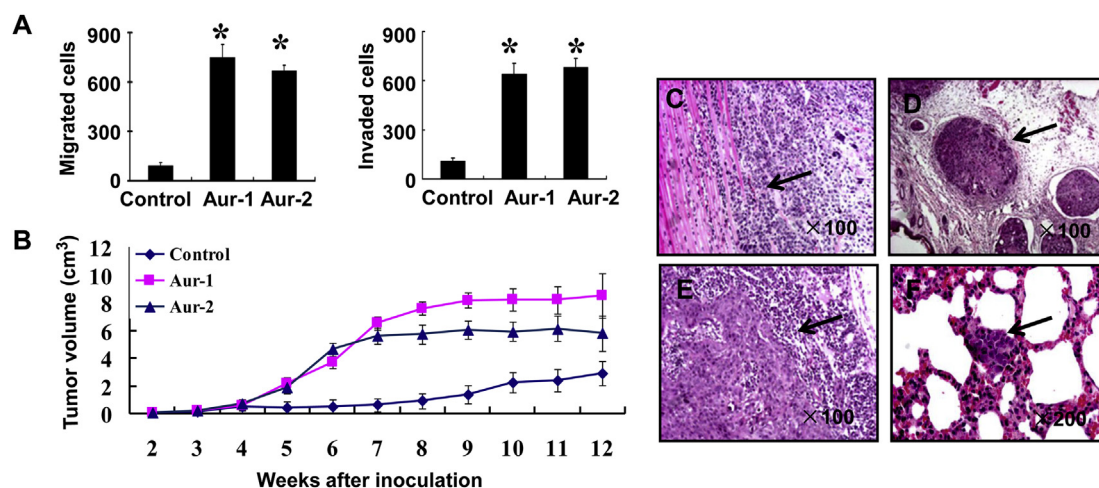 A
Migrated cells
900
600
300
0
Control Aur-1 Aur-2
* *
Invaded cells
900
600
300
0
Control Aur-1 Aur-2
* *
B
Tumor volume (cm³)
12
10
8
6
4
2
0
Control
Aur-1
Aur-2
2 3 4 5 6 7 8 9 10 11 12
Weeks after inoculation
C
×100
D
×100
E
×100
F
×200